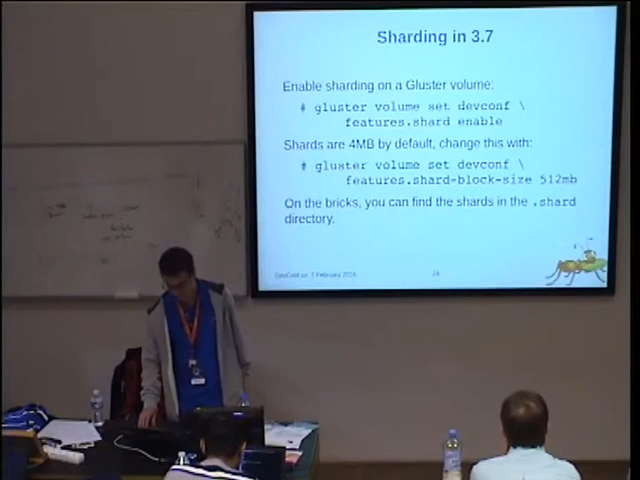 Sharding in 3.7
Enable sharding on a Gluster volume:
# gluster volume set devconf \
features.shard enable
Shards are 4MB by default, change this with:
# gluster volume set devconf \
features.shard-block-size 512mb
On the bricks, you can find the shards in the .shard
directory.